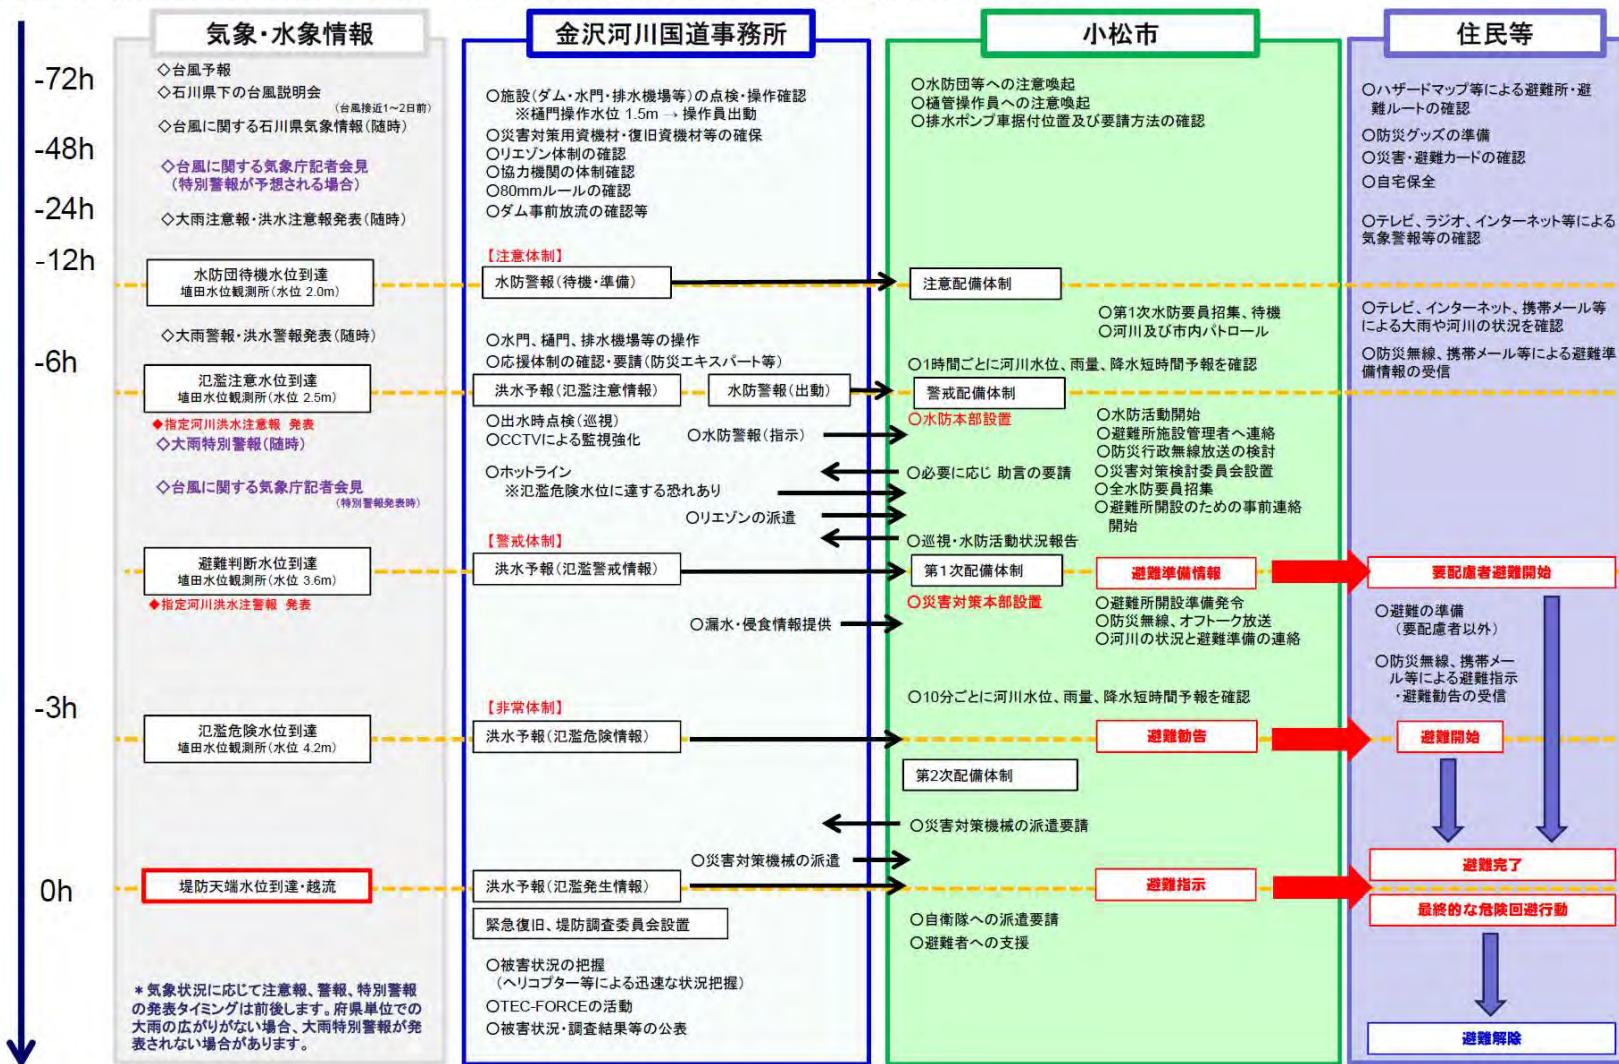 -72h
-48h
-24h
-12h
-6h
-3h
0h
気象・水象情報
◇台風予報
◇石川県下の台風説明会
(台風接近1～2日前)
◇台風に関する石川県気象情報(随時)
◇台風に関する気象庁記者会見
(特別警報が予想される場合)
◇大雨注意報・洪水注意報発表(随時)
水防団待機水位到達
埴田水位観測所(水位 2.0m)
◇大雨警報・洪水警報発表(随時)
氾濫注意水位到達
埴田水位観測所(水位 2.5m)
◆指定河川洪水注意報 発表
◇大雨特別警報(随時)
◇台風に関する気象庁記者会見
(特別警報発表時)
避難判断水位到達
埴田水位観測所(水位 3.6m)
◆指定河川洪水注警報 発表
氾濫危険水位到達
埴田水位観測所(水位 4.2m)
堤防天端水位到達・越流
＊気象状況に応じて注意報、警報、特別警報
の発表タイミングは前後します。府県単位での
大雨の広がりがない場合、大雨特別警報が発
表されない場合があります。
金沢河川国道事務所
○施設(ダム・水門・排水機場等)の点検・操作確認
※樋門操作水位 1.5m → 操作員出動
○災害対策用資機材・復旧資機材等の確保
○リエゾン体制の確認
○協力機関の体制確認
○80mmルールの確認
○ダム事前放流の確認等
【注意体制】
水防警報(待機・準備)
○水門、樋門、排水機場等の操作
○応援体制の確認・要請(防災エキスパート等)
洪水予報(氾濫注意情報)
水防警報(出動)
○出水時点検(巡視)
○CCTVによる監視強化
○水防警報(指示)
○ホットライン
※氾濫危険水位に達する恐れあり
○リエゾンの派遣
【警戒体制】
洪水予報(氾濫警戒情報)
○漏水・侵食情報提供
【非常体制】
洪水予報(氾濫危険情報)
○災害対策機械の派遣
洪水予報(氾濫発生情報)
緊急復旧、堤防調査委員会設置
○被害状況の把握
(ヘリコプター等による迅速な状況把握)
○TEC-FORCEの活動
○被害状況・調査結果等の公表
小松市
○水防団等への注意喚起
○樋管操作員への注意喚起
○排水ポンプ車据付位置及び要請方法の確認
注意配備体制
○第1次水防要員招集、待機
○河川及び市内パトロール
○1時間ごとに河川水位、雨量、降水短時間予報を確認
警戒配備体制
○水防本部設置
○水防活動開始
○避難所施設管理者へ連絡
○防災行政無線放送の検討
○災害対策検討委員会設置
○全水防要員招集
○避難所開設のための事前連絡
開始
○必要に応じ 助言の要請
○巡視・水防活動状況報告
第1次配備体制
避難準備情報
○災害対策本部設置
○避難所開設準備発令
○防災無線、オフトーク放送
○河川の状況と避難準備の連絡
○10分ごとに河川水位、雨量、降水短時間予報を確認
避難勧告
第2次配備体制
○災害対策機械の派遣要請
避難指示
○自衛隊への派遣要請
○避難者への支援
住民等
○ハザードマップ等による避難所・避
難ルートの確認
○防災グッズの準備
○災害・避難カードの確認
○自宅保全
○テレビ、ラジオ、インターネット等による
気象警報等の確認
○テレビ、インターネット、携帯メール等
による大雨や河川の状況を確認
○防災無線、携帯メール等による避難準
備情報の受信
要配慮者避難開始
○避難の準備
(要配慮者以外)
○防災無線、携帯メー
ル等による避難指示
・避難勧告の受信
避難開始
避難完了
最終的な危険回避行動
避難解除